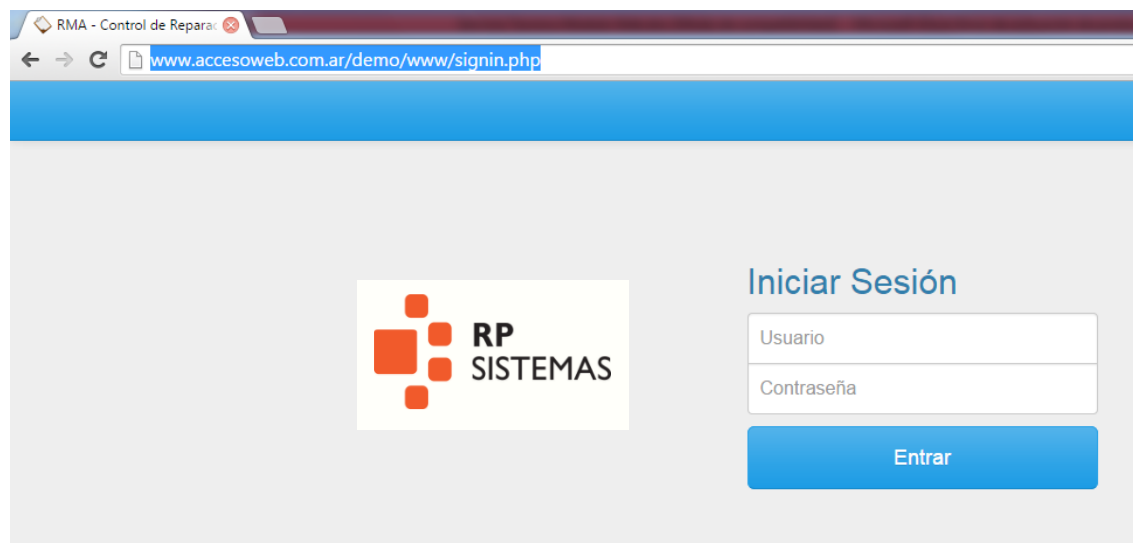 RMA - Control de Reparac
www.accesoweb.com.ar/demo/www/signin.php
RP
SISTEMAS
Iniciar Sesión
Usuario
Contraseña
Entrar